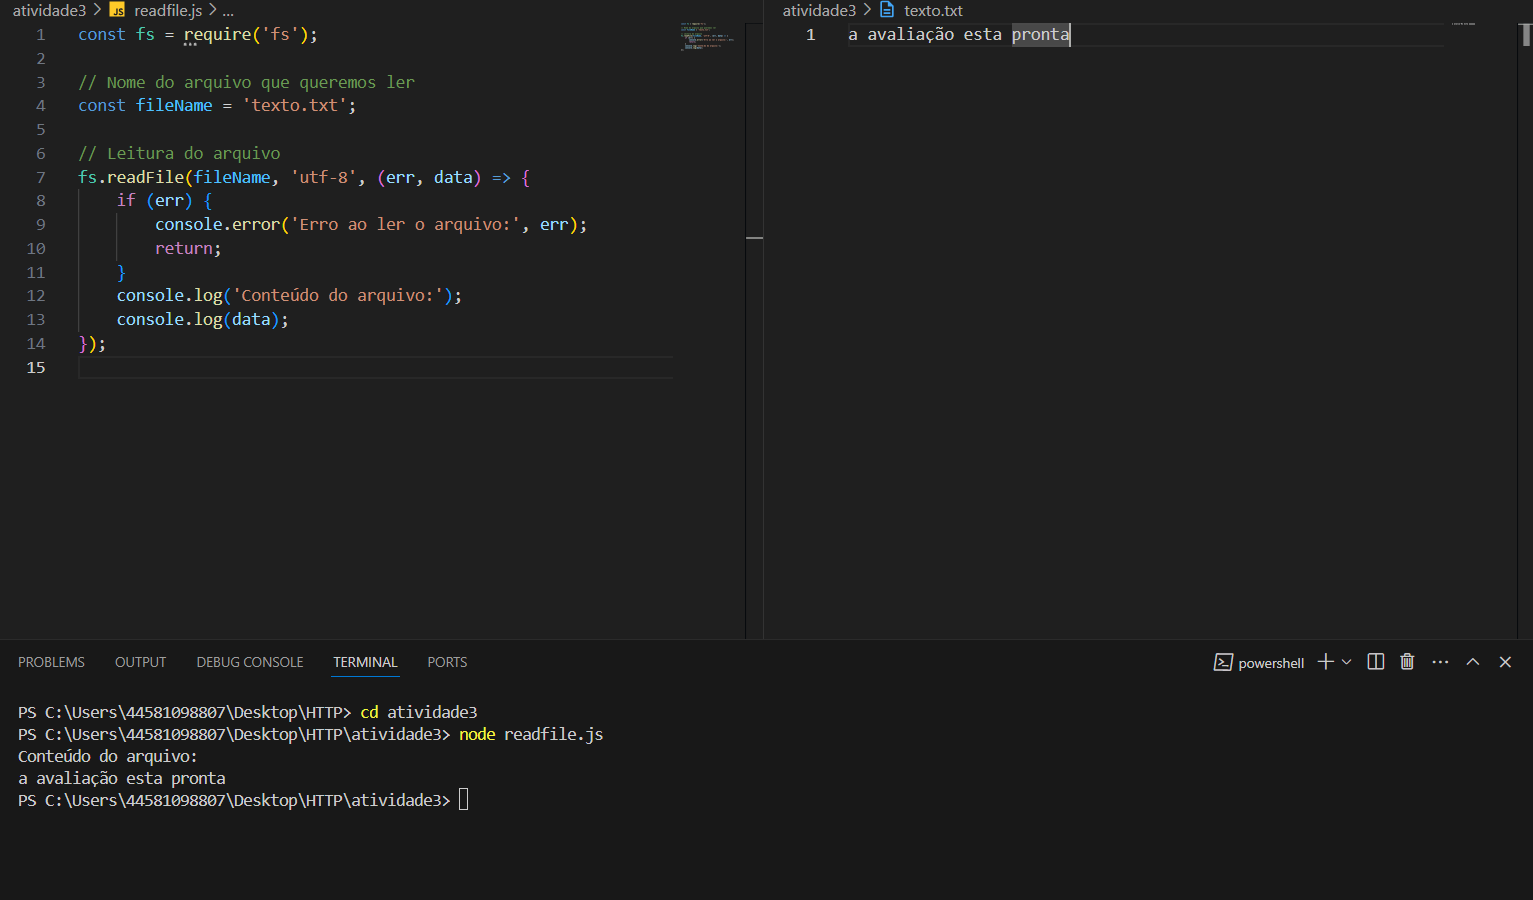 atividade3 > JS readfile.js > ...
1 const fs = require('fs');
2
3 // Nome do arquivo que queremos ler
4 const fileName = 'texto.txt';
5
6 // Leitura do arquivo
7 fs.readFile(fileName, 'utf-8', (err, data) => {
8 if (err) {
9 console.error('Erro ao ler o arquivo:', err);
10 return;
11 }
12 console.log('Conteúdo do arquivo:');
13 console.log(data);
14 });
15
atividade3 > texto.txt
1 a avaliação esta pronta
PROBLEMS OUTPUT DEBUG CONSOLE TERMINAL PORTS
powershell
PS C:\Users\44581098807\Desktop\HTTP> cd atividade3
PS C:\Users\44581098807\Desktop\HTTP\atividade3> node readfile.js
Conteúdo do arquivo:
a avaliação esta pronta
PS C:\Users\44581098807\Desktop\HTTP\atividade3>